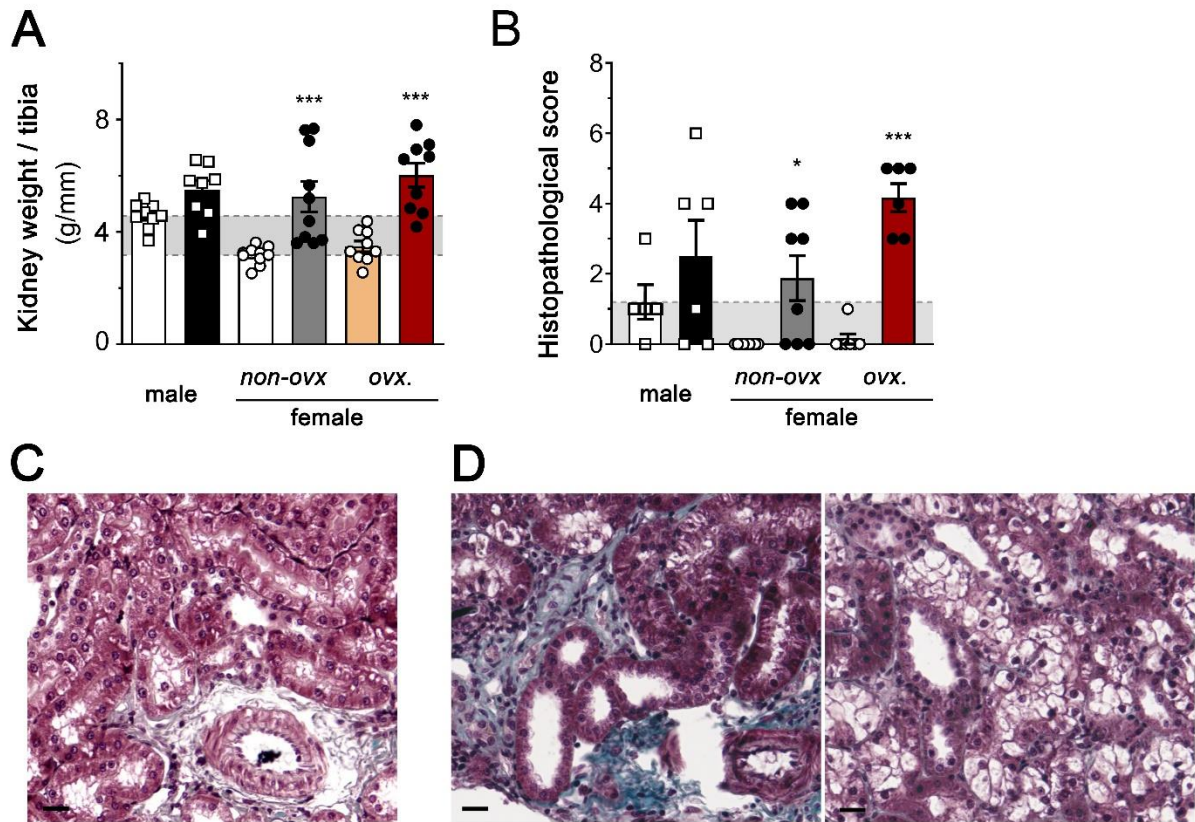 A
Kidney weight / tibia
(g/mm)
8
4
0
***
***
male
non-ovx
ovx.
female
B
Histopathological score
8
6
4
2
0
*
***
male
non-ovx
ovx.
female
C
D